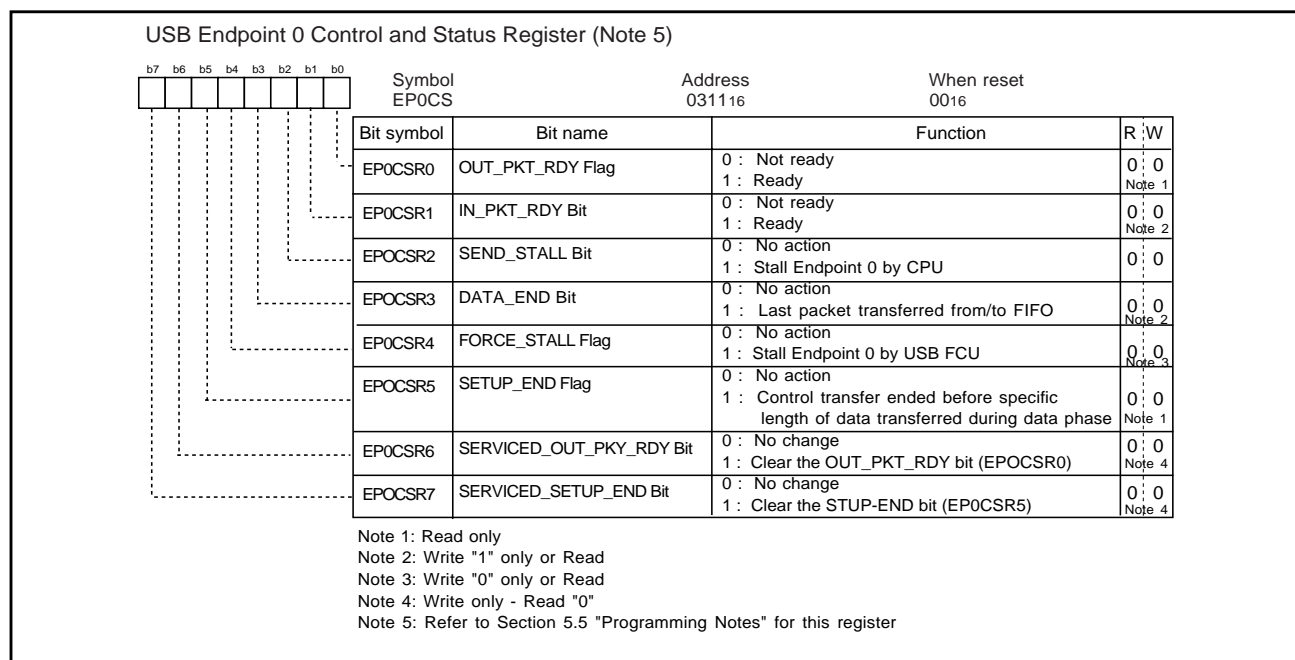 USB Endpoint 0 Control and Status Register (Note 5)
b7 b6 b5 b4 b3 b2 b1 b0
Symbol Address When reset
EP0CS 031116 0016
Bit symbol Bit name Function R W
EP0CSR0 OUT_PKT_RDY Flag 0 : Not ready
1 : Ready
0 0
Note 1
EP0CSR1 IN_PKT_RDY Bit 0 : Not ready
1 : Ready
0 0
Note 2
EPOCSR2 SEND_STALL Bit 0 : No action
1 : Stall Endpoint 0 by CPU
0 0
EPOCSR3 DATA_END Bit 0 : No action
1 : Last packet transferred from/to FIFO
0 0
Note 2
EP0CSR4 FORCE_STALL Flag 0 : No action
1 : Stall Endpoint 0 by USB FCU
0 0
Note 3
EPOCSR5 SETUP_END Flag 0 : No action
1 : Control transfer ended before specific
length of data transferred during data phase
0 0
Note 1
EP0CSR6 SERVICED_OUT_PKY_RDY Bit 0 : No change
1 : Clear the OUT_PKT_RDY bit (EPOCSR0)
0 0
Note 4
EPOCSR7 SERVICED_SETUP_END Bit 0 : No change
1 : Clear the STUP-END bit (EP0CSR5)
0 0
Note 4
Note 1: Read only
Note 2: Write "1" only or Read
Note 3: Write "0" only or Read
Note 4: Write only - Read "0"
Note 5: Refer to Section 5.5 "Programming Notes" for this register